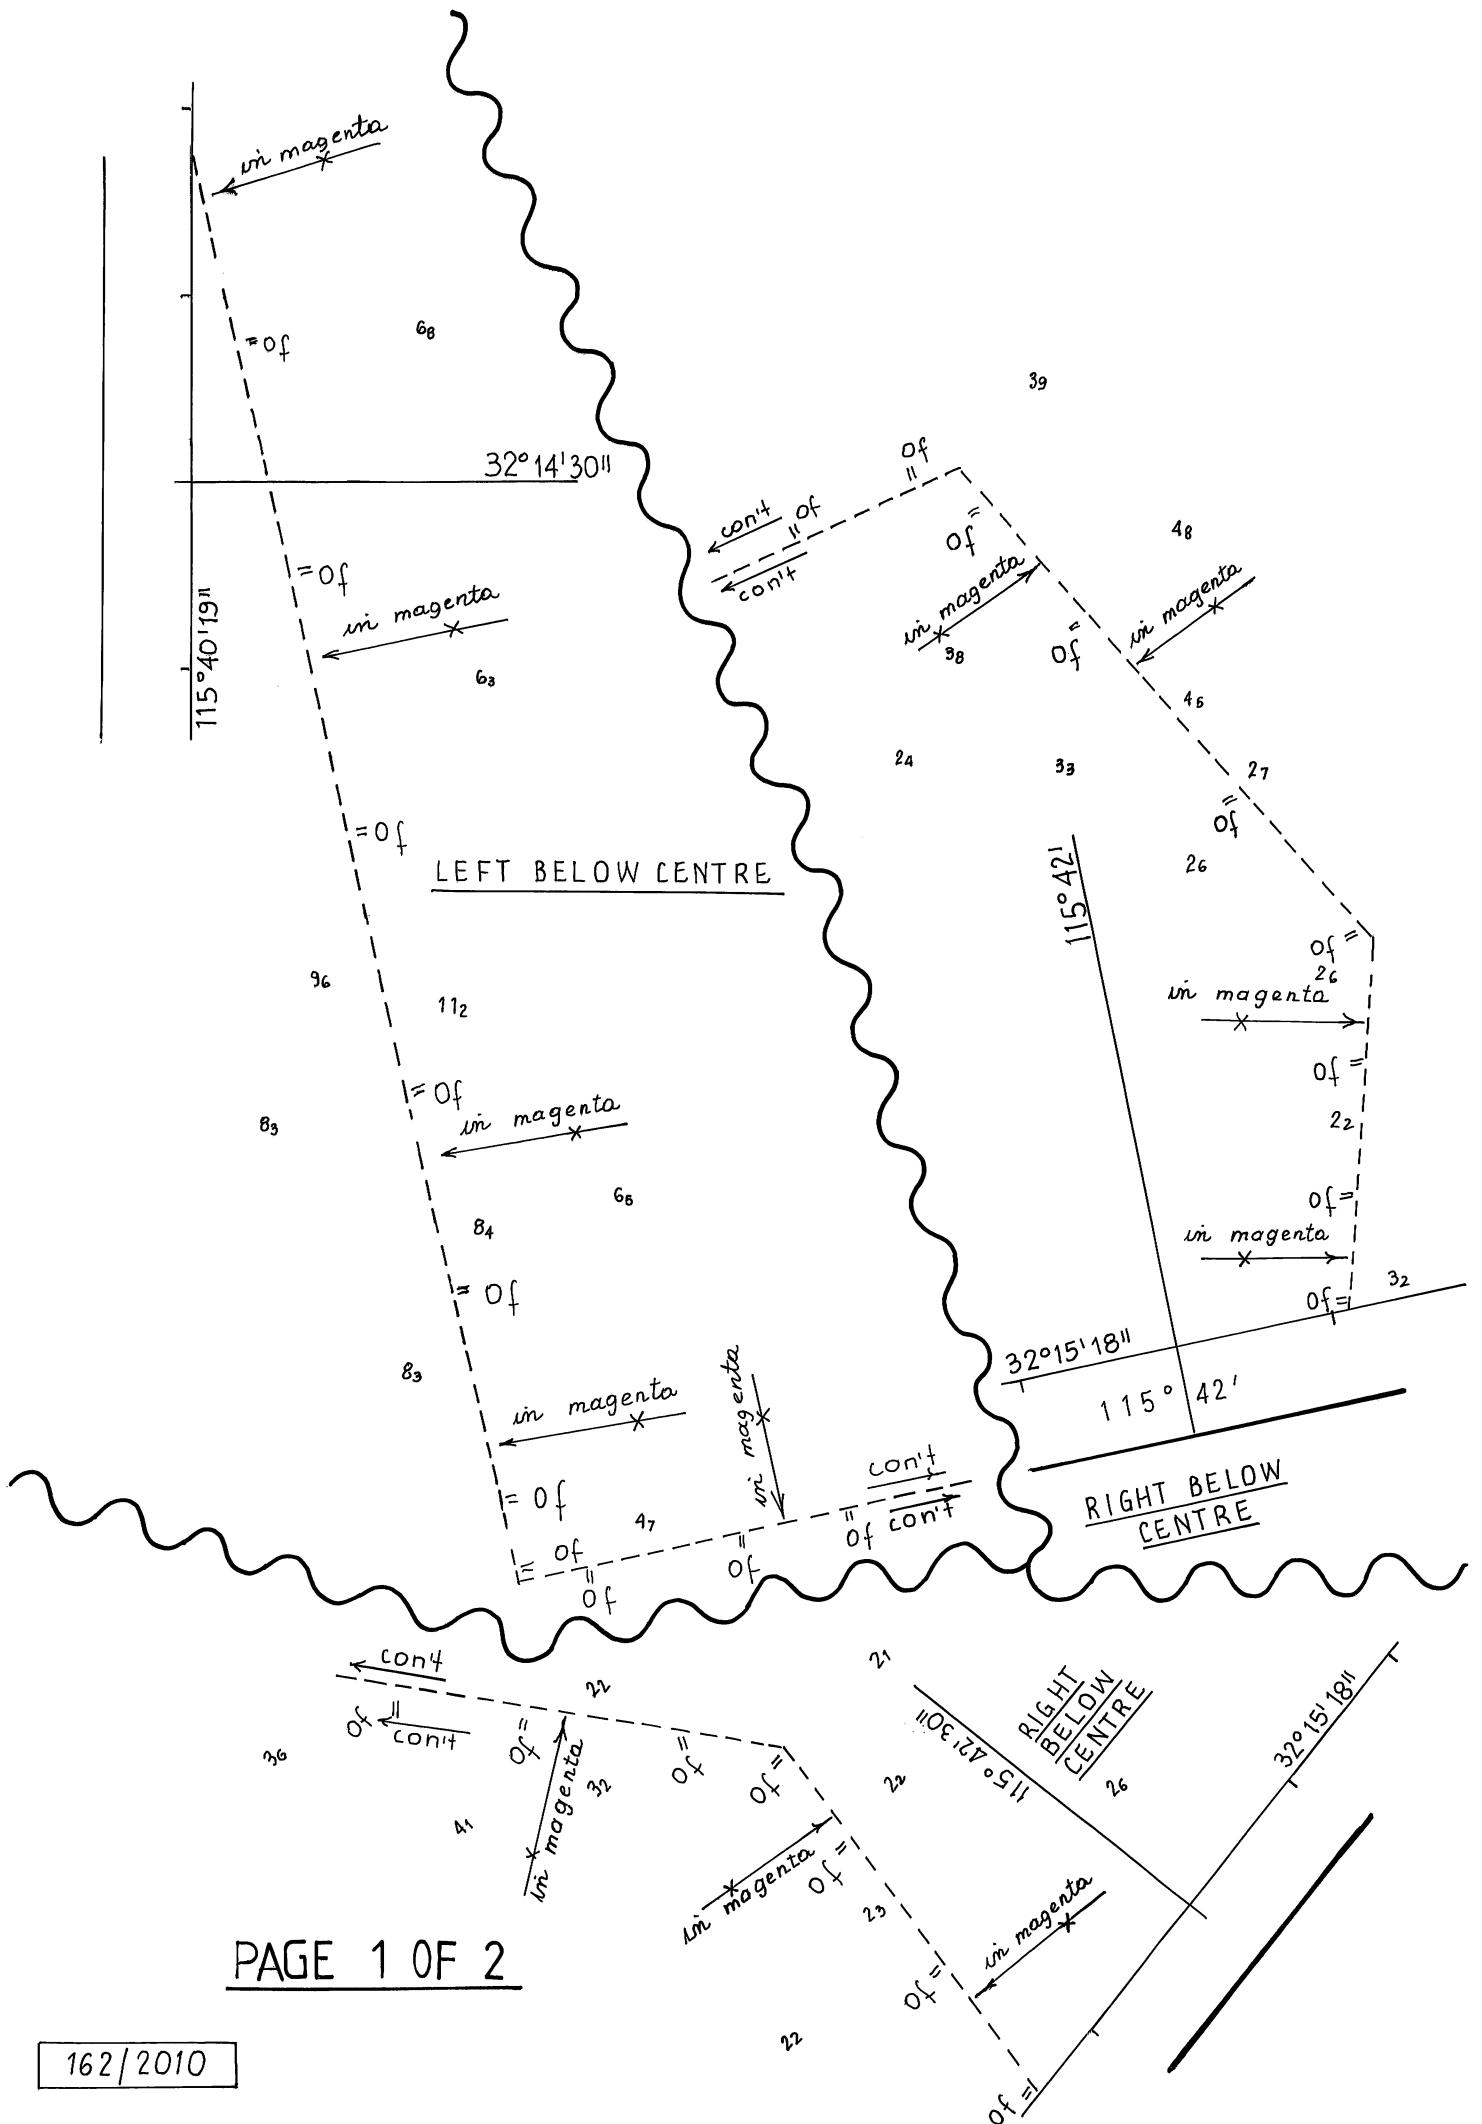 in magenta
= Of
68
32° 14' 30"
= Of
in magenta
115° 40' 19"
63
= Of
LEFT BELOW CENTRE
96
112
= Of
83
in magenta
65
84
= Of
83
in magenta
in magenta
= Of
47
= Of
= Of
= Of
= Of
con't
con't
39
Of =
Of =
con't
con't
Of =
48
in magenta
in magenta
38
Of =
45
24
33
27
Of =
26
115° 42'
Of =
26
in magenta
Of =
22
Of =
in magenta
Of =
32
32° 15' 18"
115° 42'
RIGHT BELOW
CENTRE
con't
Of =
con't
22
21
36
Of =
in magenta
32
41
Of =
Of =
22
115° 42' 30"
RIGHT
BELOW
CENTRE
26
32° 15' 18"
in magenta
Of =
23
in magenta
Of =
22
Of =
PAGE 1 OF 2
162/2010